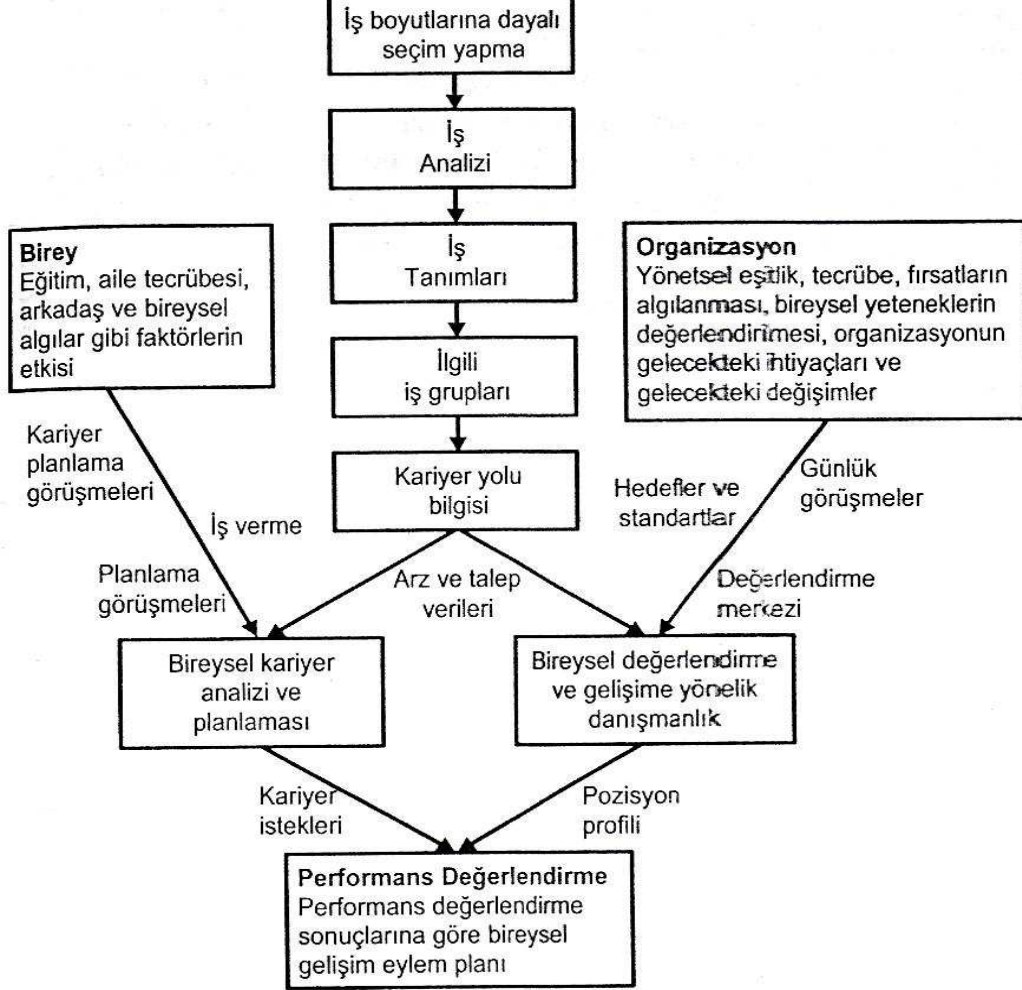 İş boyutlarına dayalı
seçim yapma
İş
Analizi
İş
Tanımları
İlgili
iş grupları
Kariyer yolu
bilgisi
Birey
Eğitim, aile tecrübesi,
arkadaş ve bireysel
algılar gibi faktörlerin
etkisi
Organizasyon
Yönetsel eşitlik, tecrübe, fırsatların
algılanması, bireysel yeteneklerin
değerlendirimesi, organizasyonun
gelecekteki ihtiyaçları ve
gelecekteki değişimler
Kariyer
planlama
görüşmeleri
İş verme
Planlama
görüşmeleri
Arz ve talep
verileri
Hedefler ve
standartlar
Günlük
görüşmeler
Değerlendirme
merkezi
Bireysel kariyer
analizi ve
planlaması
Bireysel değerlendirme
ve gelişime yönelik
danışmanlık
Kariyer
istekleri
Pozisyon
profili
Performans Değerlendirme
Performans değerlendirme
sonuçlarına göre bireysel
gelişim eylem planı